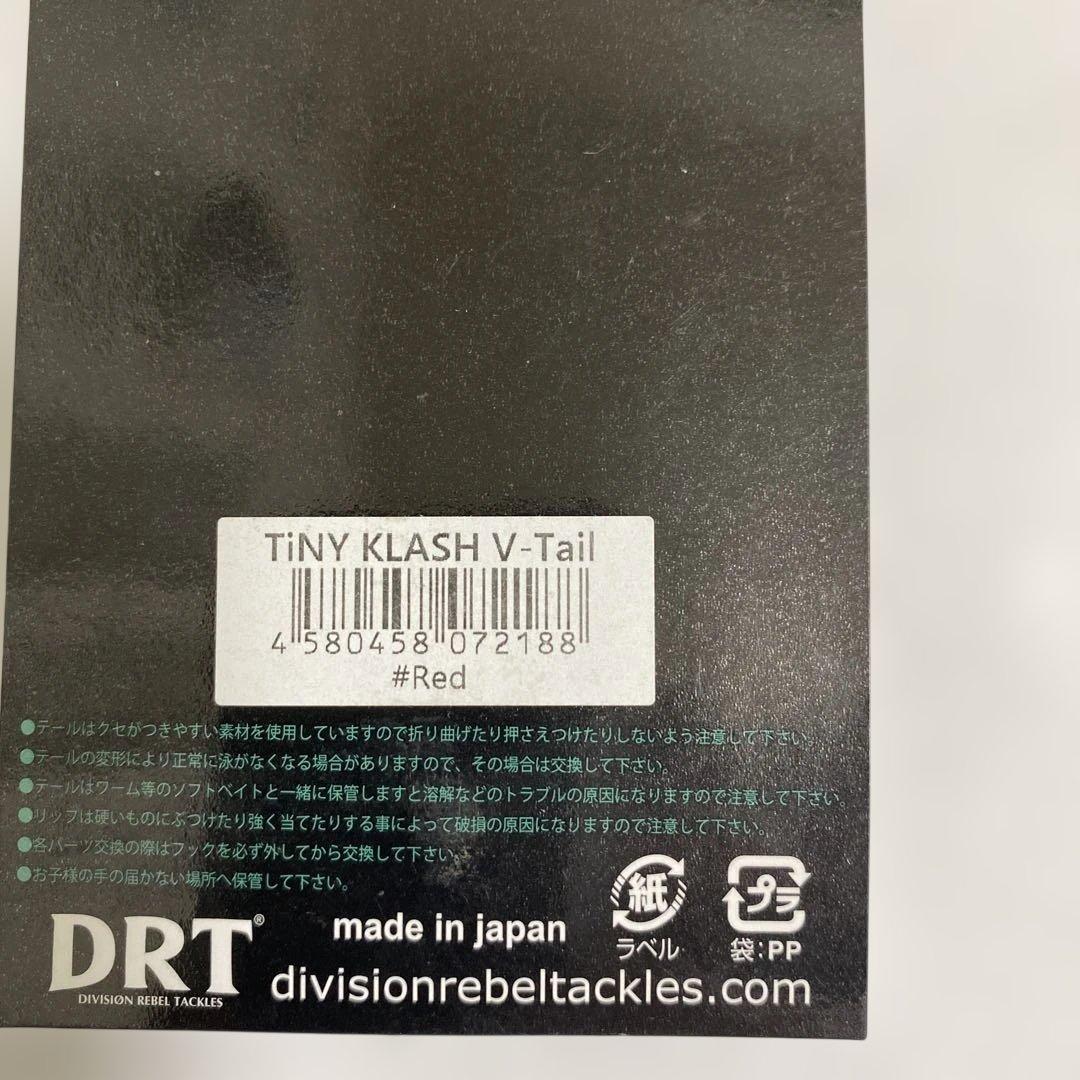 TiNY KLASH V-Tail
4 580458 072188
#Red
●テールはクセがつきやすい素材を使用していますので折り曲げたり押さえつけたりしないよう注意して下さい。
●テールの変形により正常に泳がなくなる場合がありますので、その場合は交換して下さい。
●テールはワーム等のソフトベイトと一緒に保管しますと溶解などのトラブルの原因になりますので注意して下さい。
●リップは硬いものにぶつけたり強く当てたりする事によって破損の原因になりますので注意して下さい。
●各パーツ交換の際はフックを必ず外してから交換して下さい。
●お子様の手の届かない場所へ保管して下さい。
DRT®
DIVISIØN REBEL TACKLES
made in japan
紙
ラベル
プラ
袋:PP
divisionrebeltackles.com